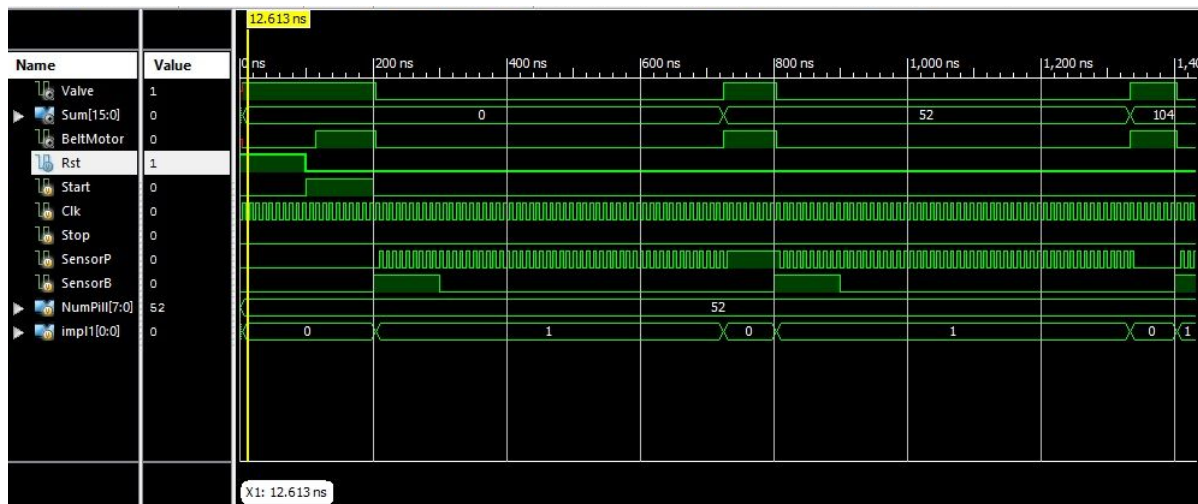 12.613 ns
Name Value 0 ns 200 ns 400 ns 600 ns 800 ns 1,000 ns 1,200 ns 1,40
Valve 1
Sum[15:0] 0 0 52 104
BeltMotor 0
Rst 1
Start 0
Clk 0
Stop 0
SensorP 0
SensorB 0
NumPill[7:0] 52 52
impl1[0:0] 0 0 1 0 1 0 1
X1: 12.613 ns